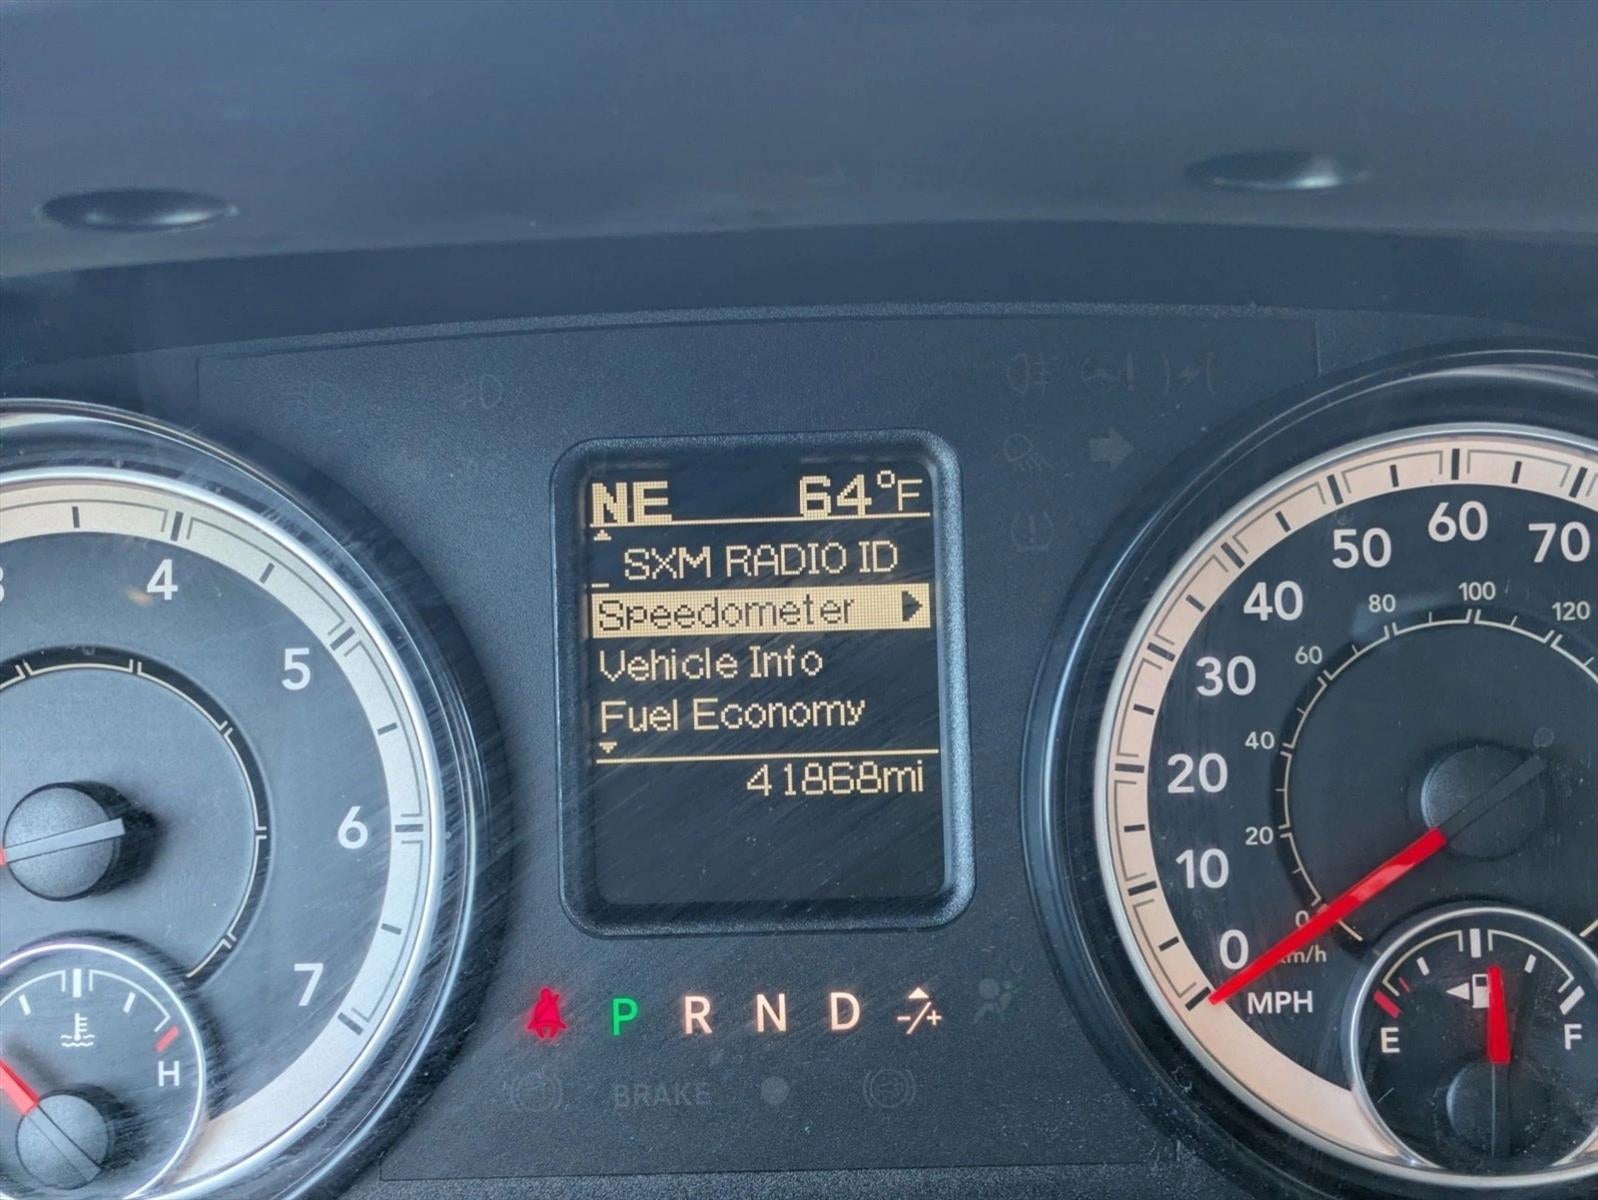 NE 64°F
SXM RADIO ID
Speedometer
Vehicle Info
Fuel Economy
41868mi
4
5
6
7
H
P R N D -/+
BRAKE
0
10
20
30
40
50
60
70
MPH
0
20
40
60
80
100
120
km/h
E F